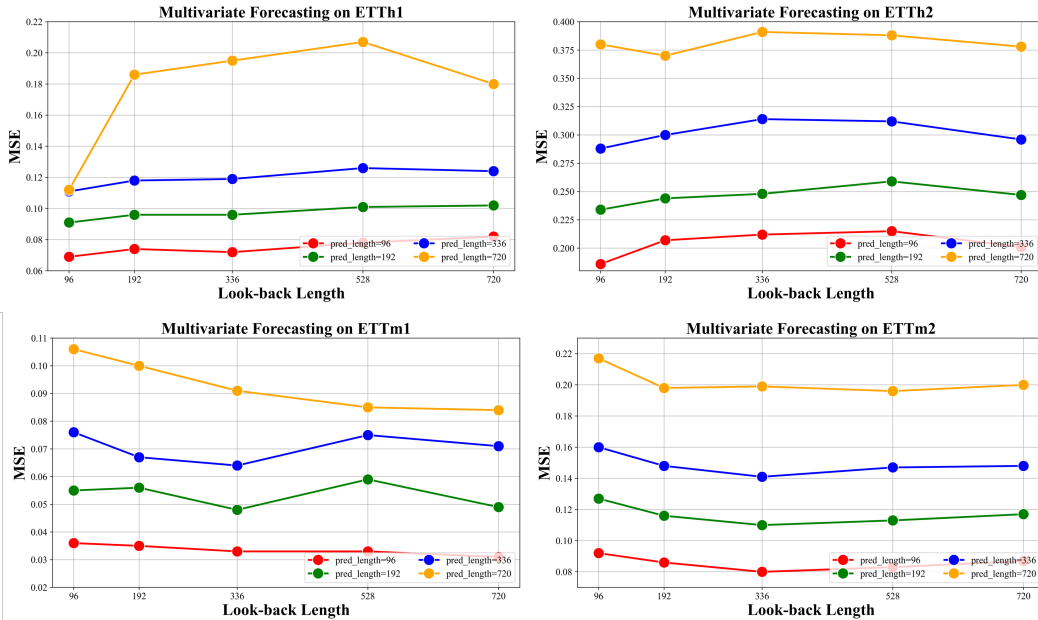 Multivariate Forecasting on ETTh1
0.22
0.20
0.18
0.16
0.14
0.12
0.10
0.08
0.06
MSE
pred_length=96
pred_length=336
pred_length=192
pred_length=720
96
192
336
528
720
Look-back Length
Multivariate Forecasting on ETTh2
0.400
0.375
0.350
0.325
0.300
0.275
0.250
0.225
0.200
MSE
pred_length=96
pred_length=336
pred_length=192
pred_length=720
96
192
336
528
720
Look-back Length
Multivariate Forecasting on ETTm1
0.11
0.10
0.09
0.08
0.07
0.06
0.05
0.04
0.03
0.02
MSE
pred_length=96
pred_length=336
pred_length=192
pred_length=720
96
192
336
528
720
Look-back Length
Multivariate Forecasting on ETTm2
0.22
0.20
0.18
0.16
0.14
0.12
0.10
0.08
MSE
pred_length=96
pred_length=336
pred_length=192
pred_length=720
96
192
336
528
720
Look-back Length